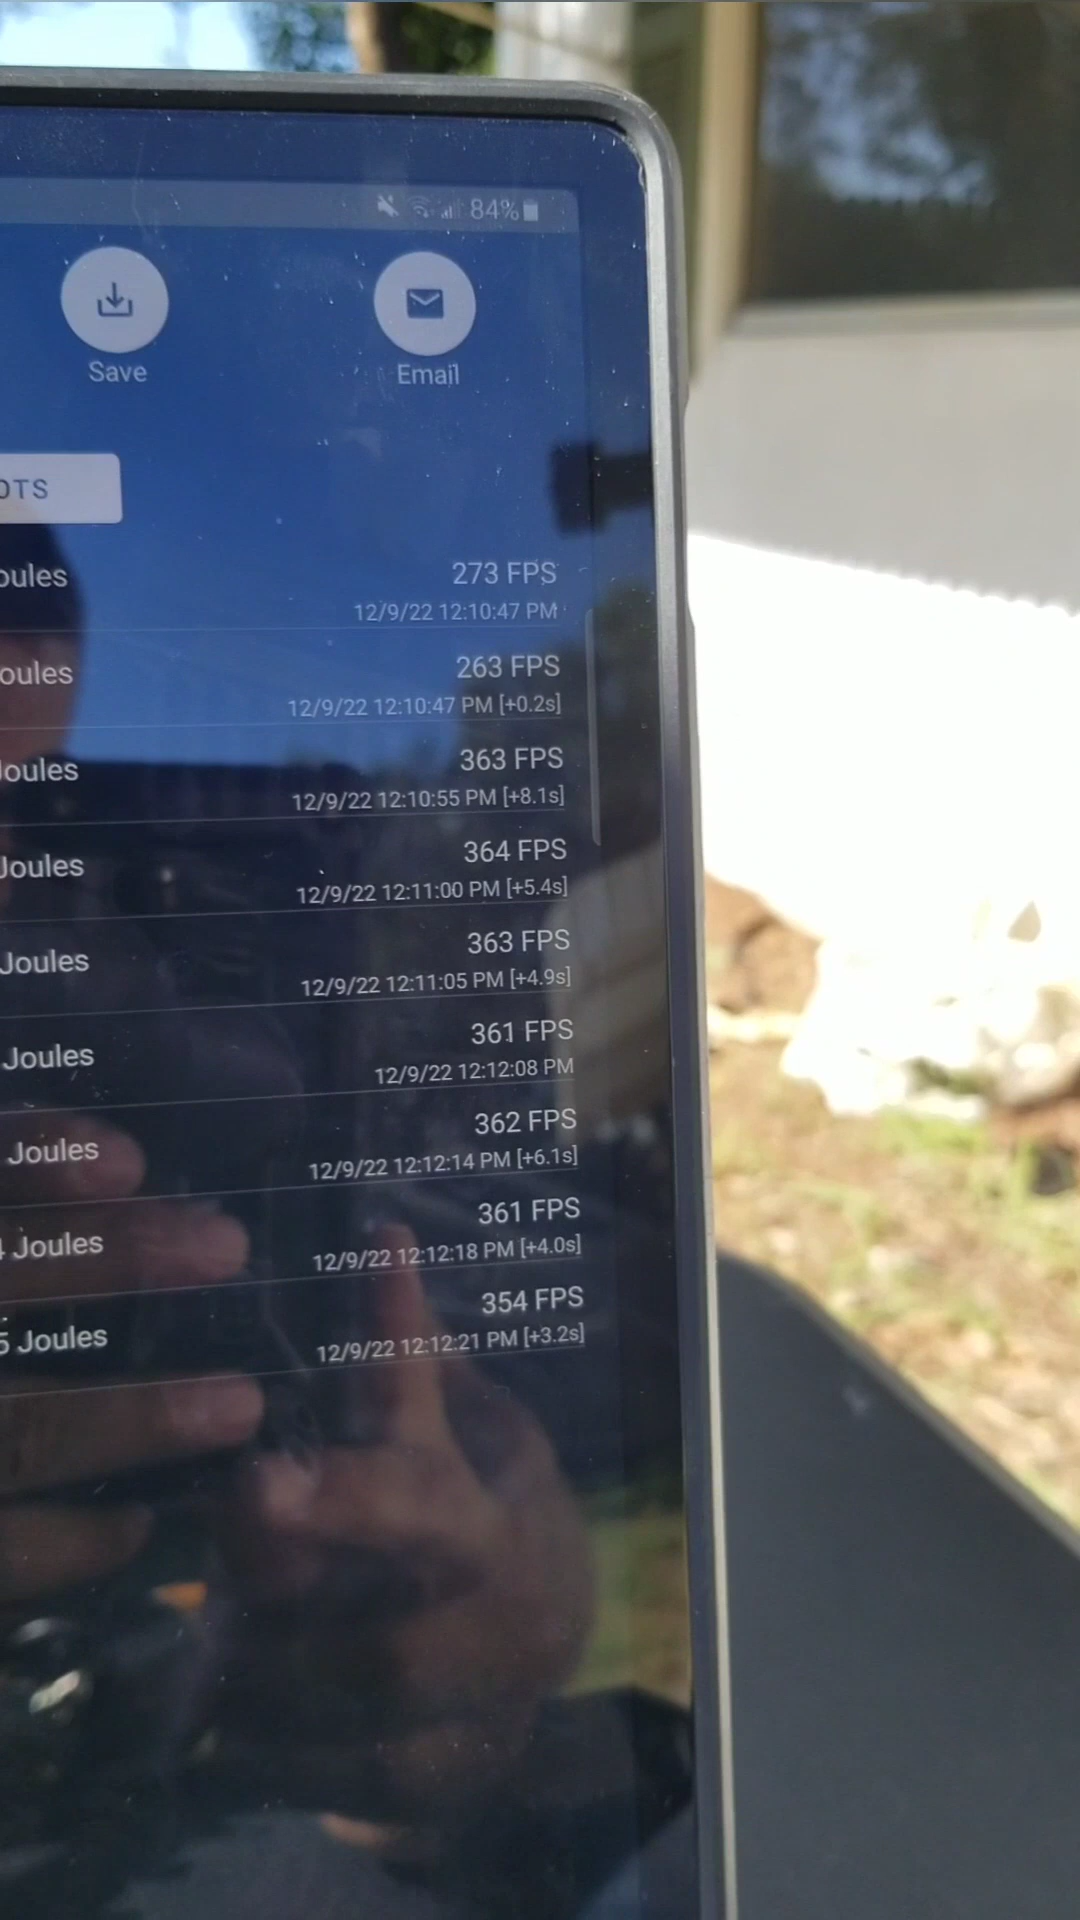 84%
Save Email
OTS
oules 273 FPS
12/9/22 12:10:47 PM
oules 263 FPS
12/9/22 12:10:47 PM [+0.2s]
Joules 363 FPS
12/9/22 12:10:55 PM [+8.1s]
Joules 364 FPS
12/9/22 12:11:00 PM [+5.4s]
Joules 363 FPS
12/9/22 12:11:05 PM [+4.9s]
Joules 361 FPS
12/9/22 12:12:08 PM
Joules 362 FPS
12/9/22 12:12:14 PM [+6.1s]
4 Joules 361 FPS
12/9/22 12:12:18 PM [+4.0s]
5 Joules 354 FPS
12/9/22 12:12:21 PM [+3.2s]